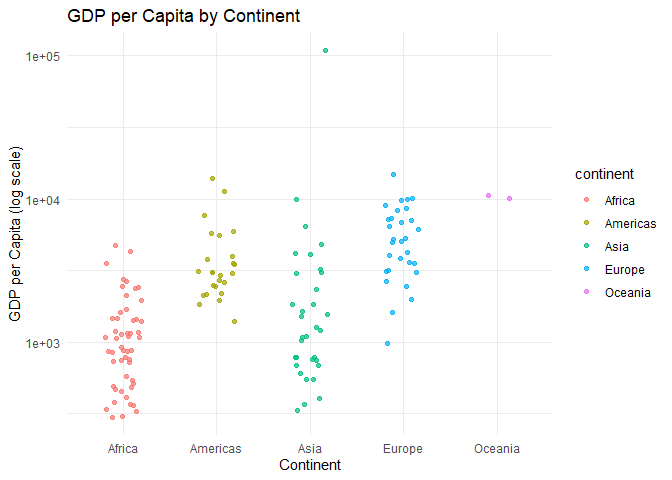 GDP per Capita by Continent
1e+05
1e+04
1e+03
GDP per Capita (log scale)
Africa
Americas
Asia
Europe
Oceania
Continent
continent
Africa
Americas
Asia
Europe
Oceania